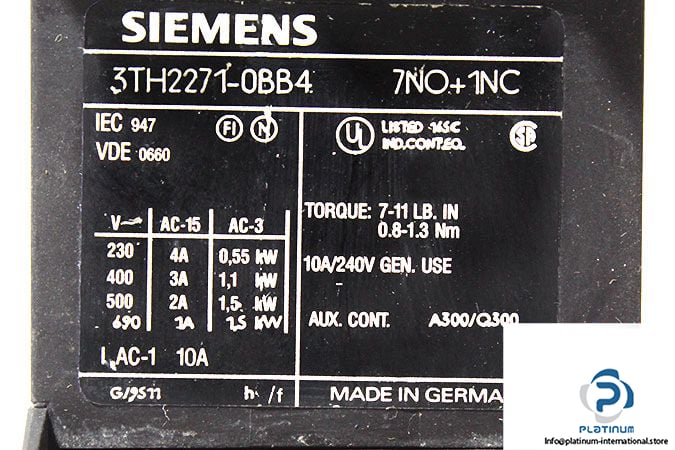 SIEMENS
3TH2271-0BB4 7NO+1NC
IEC 947 FI N
VDE 0660
UL LISTED 165C
IND.CONT.EQ.
V~ AC-15 AC-3
230 4A 0,55 kW
400 3A 1,1 kW
500 2A 1,5 kW
690 1A 1,5 kW
TORQUE: 7-11 LB. IN
0.8-1.3 Nm
10A/240V GEN. USE
AUX. CONT. A300/Q300
AC-1 10A
MADE IN GERMA
PLATINUM
Info@platinum-international.store